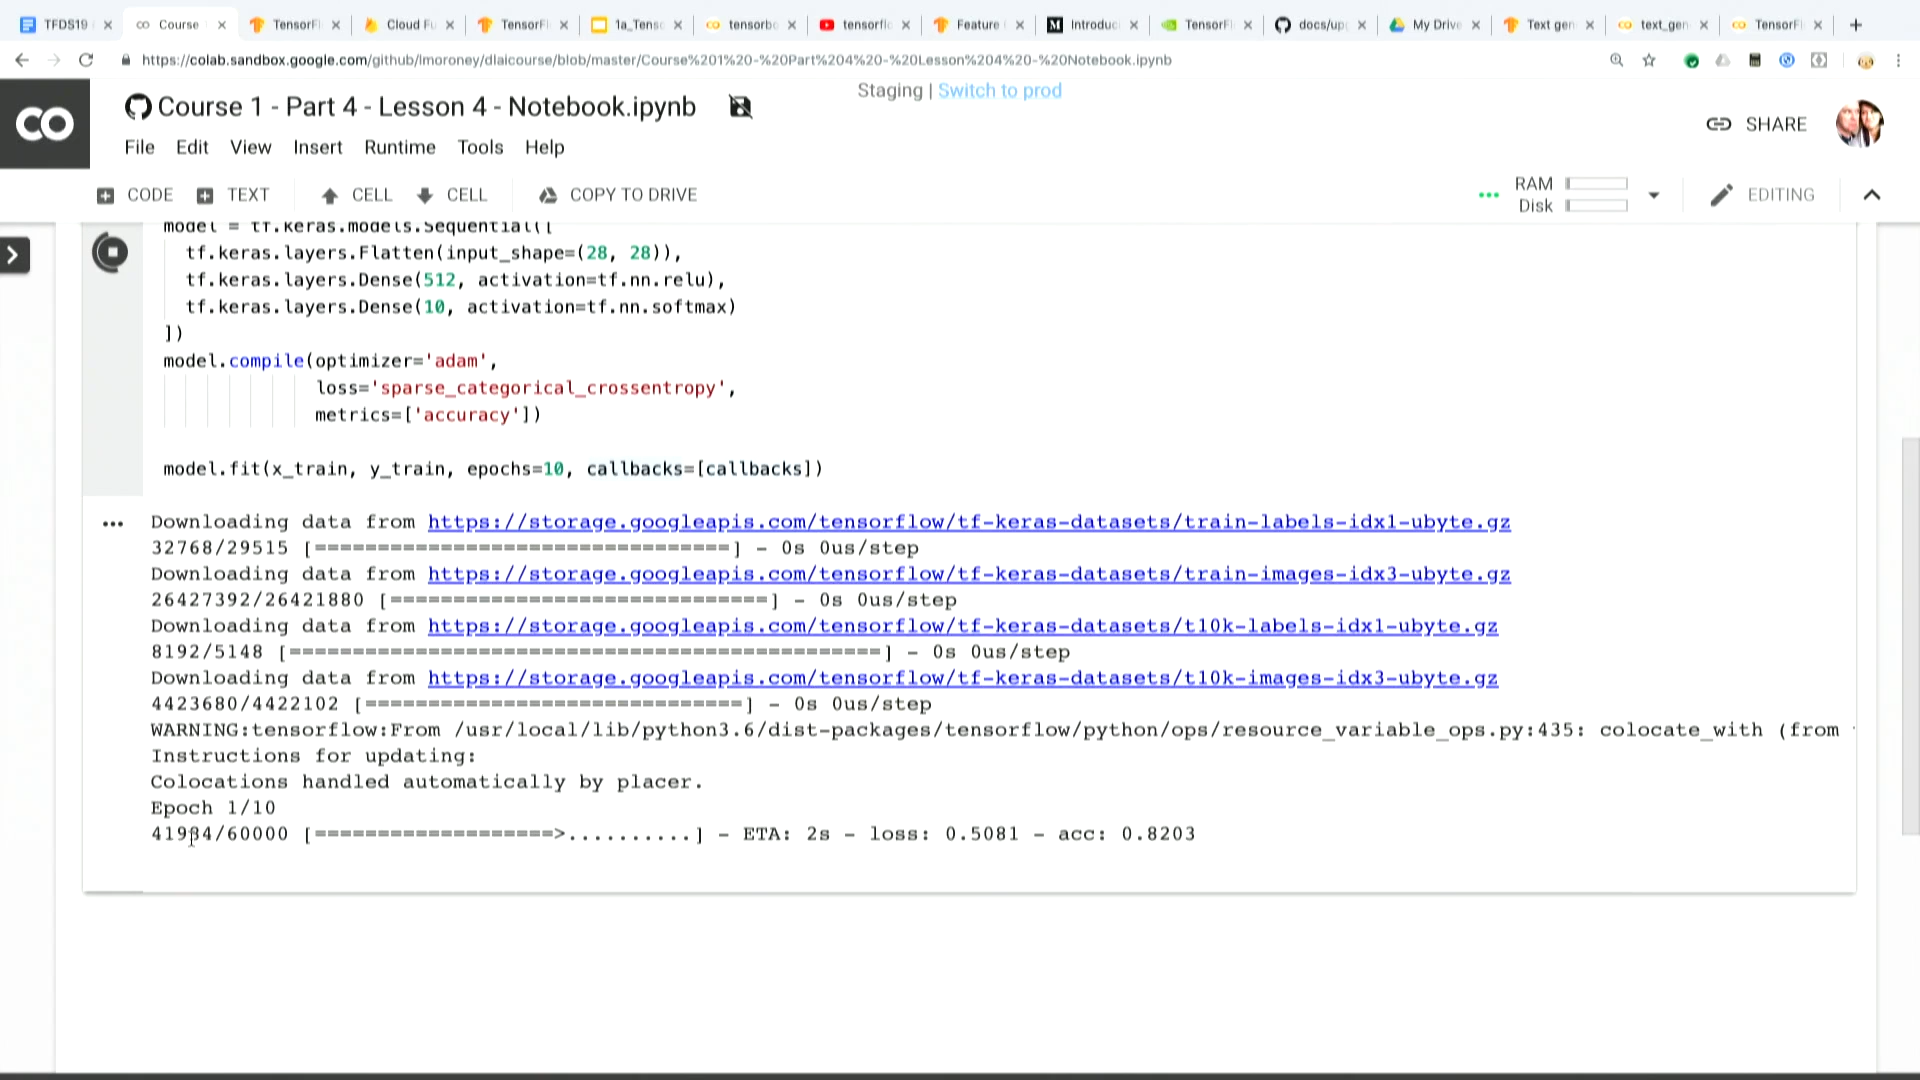 TFDS19
Course
TensorFl
Cloud Fu
TensorFl
1a_Tens
tensorb
tensorflo
Feature
Introduc
TensorFl
docs/up
My Drive
Text gen
text_gen
TensorFl
https://colab.sandbox.google.com/github/lmoroney/dlaicourse/blob/master/Course%201%20-%20Part%204%20-%20Lesson%204%20-%20Notebook.ipynb
Staging | Switch to prod
CO
Course 1 - Part 4 - Lesson 4 - Notebook.ipynb
SHARE
File Edit View Insert Runtime Tools Help
CODE TEXT CELL CELL COPY TO DRIVE
RAM
Disk
EDITING
model = tf.keras.models.Sequential([
tf.keras.layers.Flatten(input_shape=(28, 28)),
tf.keras.layers.Dense(512, activation=tf.nn.relu),
tf.keras.layers.Dense(10, activation=tf.nn.softmax)
])
model.compile(optimizer='adam',
loss='sparse_categorical_crossentropy',
metrics=['accuracy'])
model.fit(x_train, y_train, epochs=10, callbacks=[callbacks])
Downloading data from https://storage.googleapis.com/tensorflow/tf-keras-datasets/train-labels-idx1-ubyte.gz
32768/29515 [=================================] - 0s 0us/step
Downloading data from https://storage.googleapis.com/tensorflow/tf-keras-datasets/train-images-idx3-ubyte.gz
26427392/26421880 [==============================] - 0s 0us/step
Downloading data from https://storage.googleapis.com/tensorflow/tf-keras-datasets/t10k-labels-idx1-ubyte.gz
8192/5148 [===============================================] - 0s 0us/step
Downloading data from https://storage.googleapis.com/tensorflow/tf-keras-datasets/t10k-images-idx3-ubyte.gz
4423680/4422102 [==============================] - 0s 0us/step
WARNING:tensorflow:From /usr/local/lib/python3.6/dist-packages/tensorflow/python/ops/resource_variable_ops.py:435: colocate_with (from
Instructions for updating:
Colocations handled automatically by placer.
Epoch 1/10
41984/60000 [===================>..........] - ETA: 2s - loss: 0.5081 - acc: 0.8203